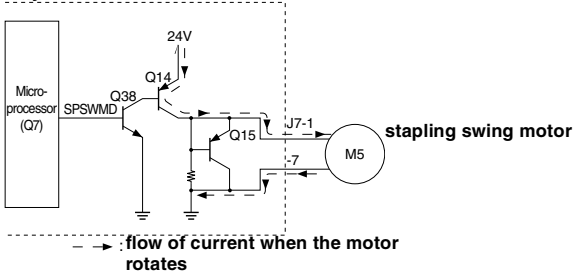 24V
Q14
Micro-
processor
(Q7)
SPSWMD
Q38
J7-1
Q15
stapling swing motor
M5
-7
: flow of current when the motor
rotates